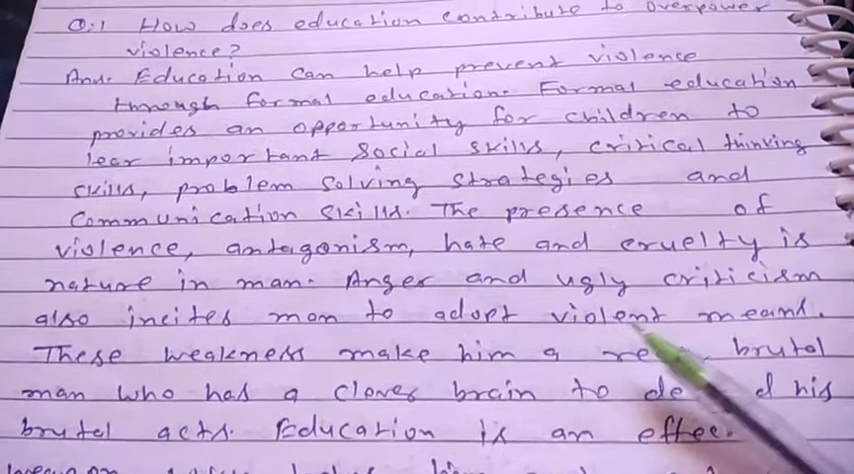 Q.1 How does education contribute to overpower
violence?
Ans. Education can help prevent violence
through formal education. Formal education
provides an opportunity for children to
lear important social skills, critical thinking
skills, problem solving strategies and
communication skills. The presence of
violence, antagonism, hate and cruelty is
nature in man. Anger and ugly criticism
also incites man to adopt violent means.
These weakness make him a brutal
man who has a clever brain to his
brutal acts. Education is an